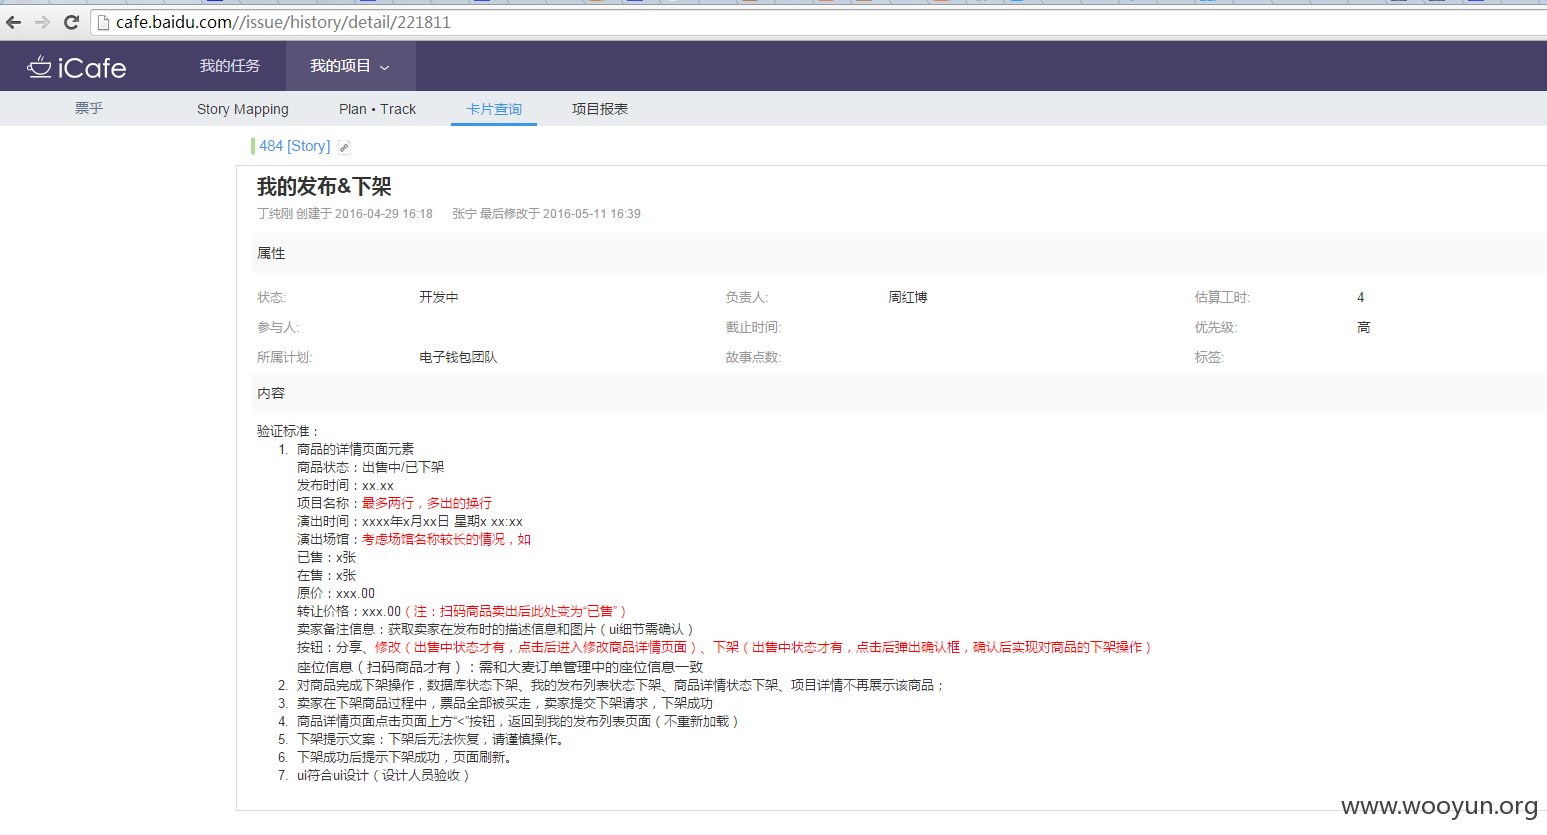 cafe.baidu.com//issue/history/detail/221811
iCafe 我的任务 我的项目
票乎 Story Mapping Plan • Track 卡片查询 项目报表
484 [Story]
我的发布&下架
丁纯刚 创建于 2016-04-29 16:18 张宁 最后修改于 2016-05-11 16:39
属性
状态: 开发中 负责人: 周红博 估算工时: 4
参与人: 截止时间: 优先级: 高
所属计划: 电子钱包团队 故事点数: 标签:
内容
验证标准：
1. 商品的详情页面元素
商品状态：出售中/已下架
发布时间：xx.xx
项目名称：最多两行，多出的换行
演出时间：xxxx年x月xx日 星期x xx:xx
演出场馆：考虑场馆名称较长的情况，如
已售：x张
在售：x张
原价：xxx.00
转让价格：xxx.00（注：扫码商品卖出后此处变为“已售”）
卖家备注信息：获取卖家在发布时的描述信息和图片（ui细节需确认）
按钮：分享、修改（出售中状态才有，点击后进入修改商品详情页面）、下架（出售中状态才有，点击后弹出确认框，确认后实现对商品的下架操作）
座位信息（扫码商品才有）：需和大麦订单管理中的座位信息一致
2. 对商品完成下架操作，数据库状态下架、我的发布列表状态下架、商品详情状态下架、项目详情不再展示该商品；
3. 卖家在下架商品过程中，票品全部被买走，卖家提交下架请求，下架成功
4. 商品详情页面点击页面上方“<”按钮，返回到我的发布列表页面（不重新加载）
5. 下架提示文案：下架后无法恢复，请谨慎操作。
6. 下架成功后提示下架成功，页面刷新。
7. ui符合ui设计（设计人员验收）
www.wooyun.org